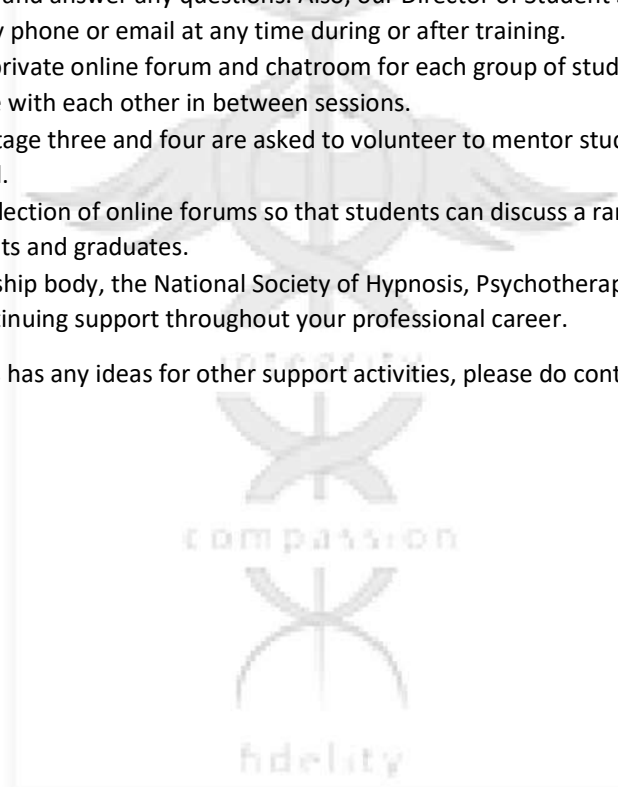 and answer any questions. Also, our Director of Student
y phone or email at any time during or after training.
private online forum and chatroom for each group of stud
e with each other in between sessions.
tage three and four are asked to volunteer to mentor stud
l.
lection of online forums so that students can discuss a ra
ts and graduates.
ship body, the National Society of Hypnosis, Psychotherap
tinuing support throughout your professional career.
integrity
has any ideas for other support activities, please do cont
compassion
fidelity